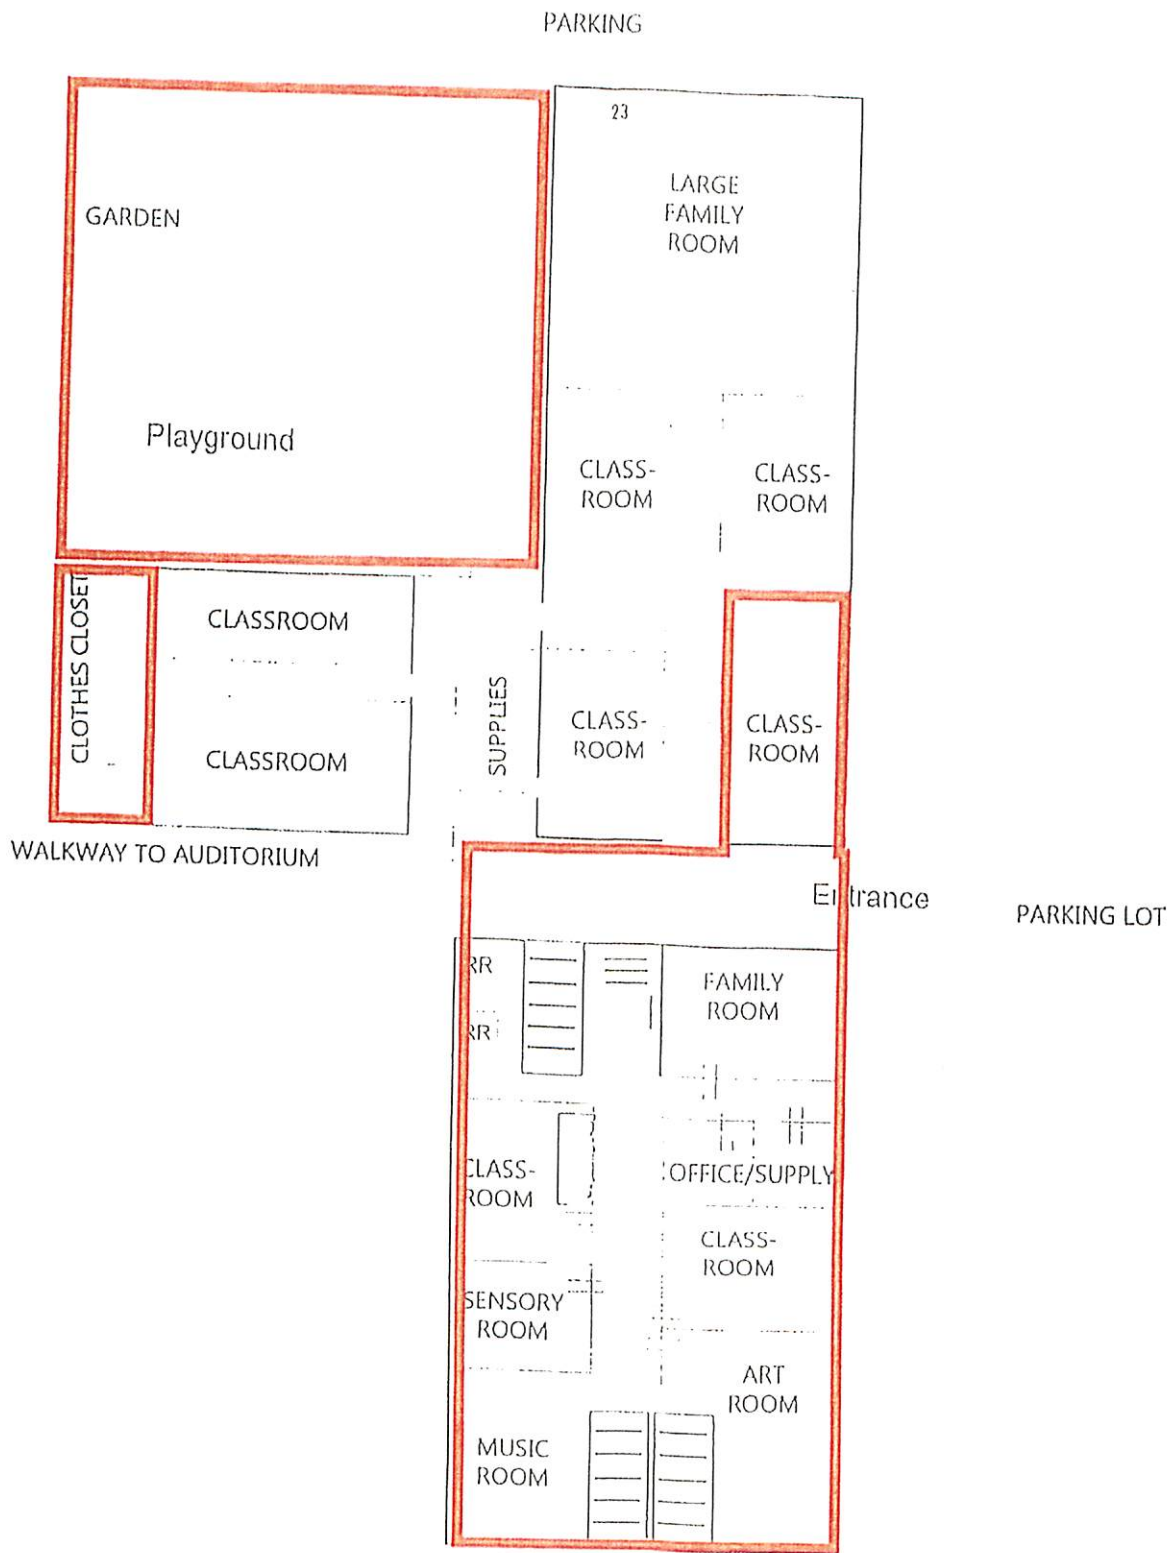 PARKING
23
LARGE
FAMILY
ROOM
GARDEN
Playground
CLASS-
ROOM
CLASS-
ROOM
CLOTHES CLOSET
CLASSROOM
CLASSROOM
SUPPLIES
CLASS-
ROOM
CLASS-
ROOM
WALKWAY TO AUDITORIUM
Entrance
PARKING LOT
RR
RR
FAMILY
ROOM
CLASS-
ROOM
OFFICE/SUPPLY
CLASS-
ROOM
SENSORY
ROOM
ART
ROOM
MUSIC
ROOM